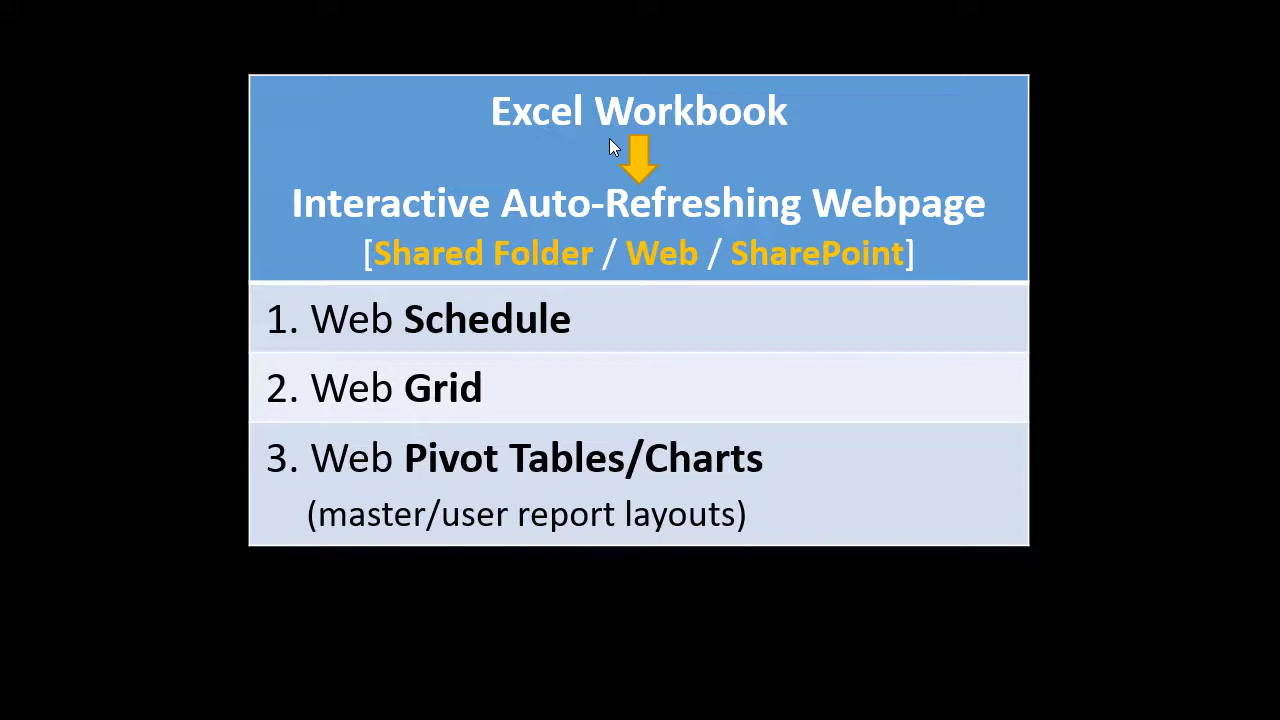 Excel Workbook
Interactive Auto-Refreshing Webpage
[Shared Folder / Web / SharePoint]
1. Web Schedule
2. Web Grid
3. Web Pivot Tables/Charts
(master/user report layouts)